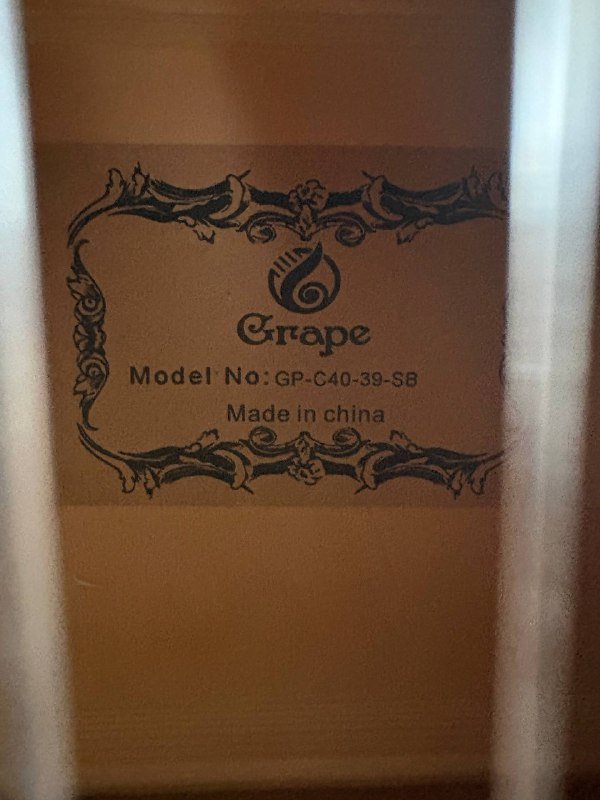 Grape
Model No: GP-C40-39-SB
Made in china